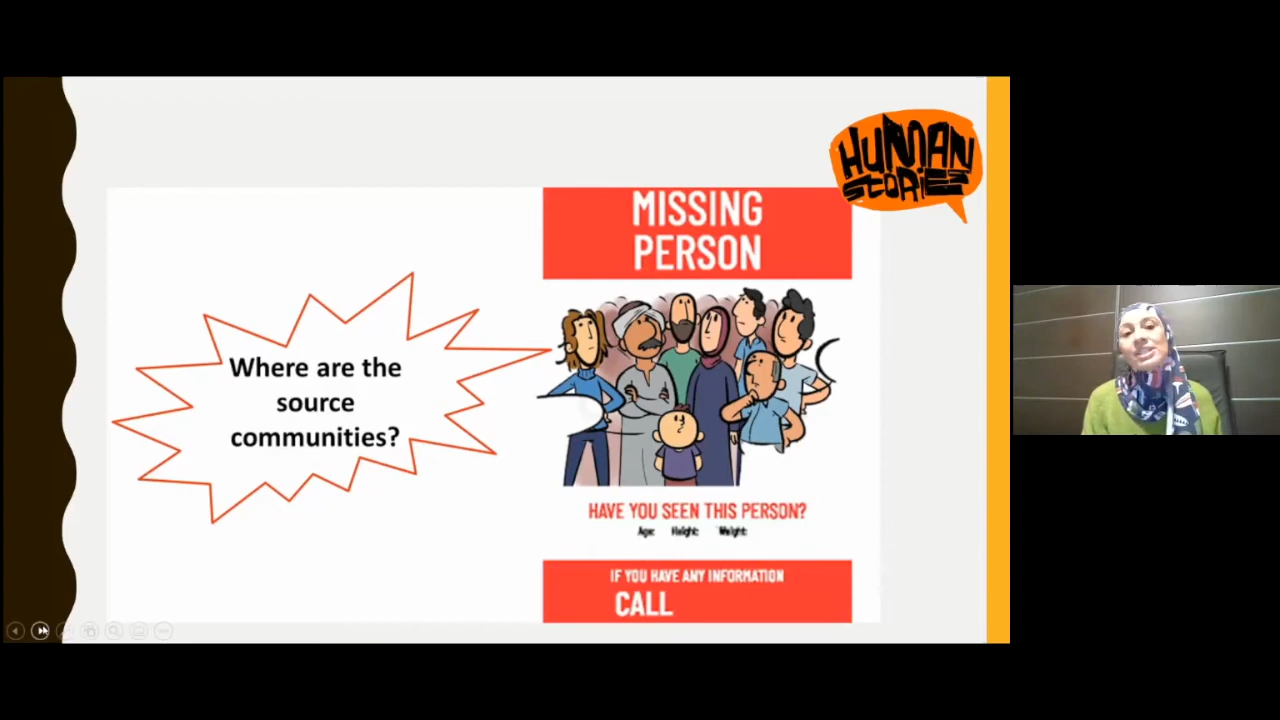 HUMAN
STORIES
MISSING
PERSON
Where are the
source
communities?
HAVE YOU SEEN THIS PERSON?
Age: Height: Weight:
IF YOU HAVE ANY INFORMATION
CALL